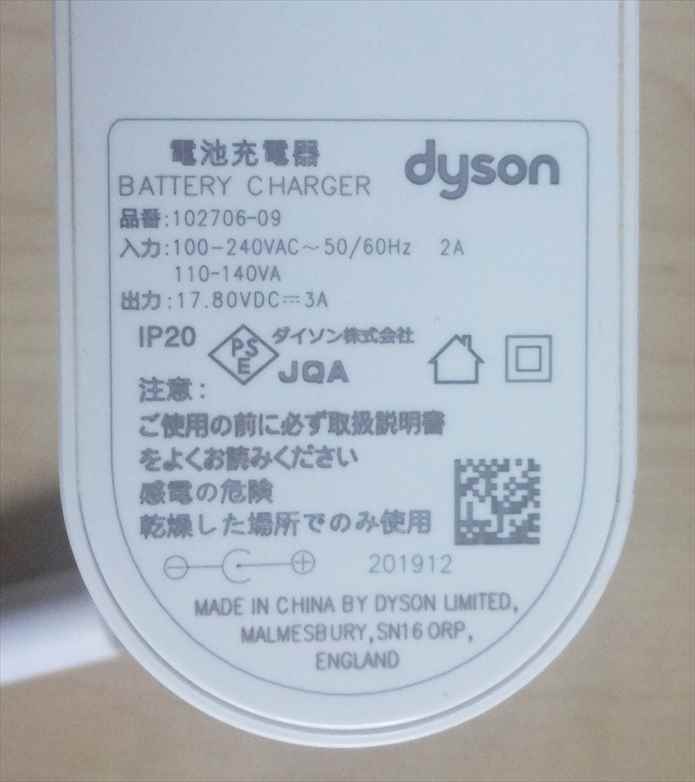 電池充電器
dyson
BATTERY CHARGER
品番:102706-09
入力:100-240VAC～50/60Hz 2A
110-140VA
出力:17.80VDC⎓3A
IP20
PS
E
ダイソン株式会社
JQA
注意:
ご使用の前に必ず取扱説明書
をよくお読みください
感電の危険
乾燥した場所でのみ使用
201912
MADE IN CHINA BY DYSON LIMITED,
MALMESBURY,SN16 0RP,
ENGLAND